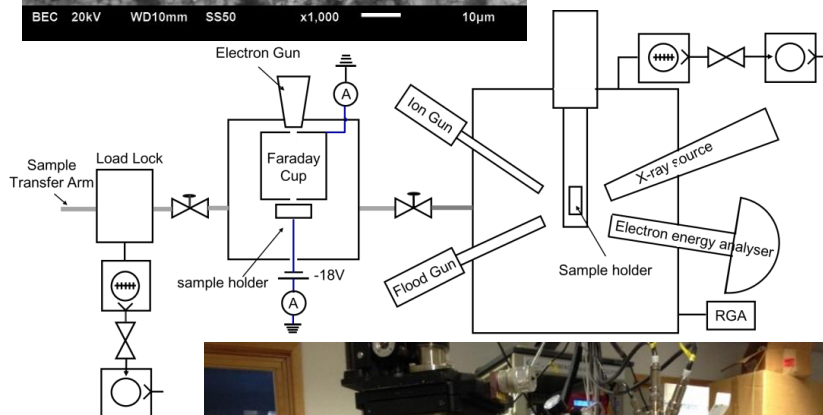 BEC 20kV WD10mm SS50 x1,000 10µm
Electron Gun
A
Faraday
Cup
Load Lock
Sample
Transfer Arm
sample holder
-18V
A
Ion Gun
Flood Gun
X-ray source
Electron energy analyser
Sample holder
RGA